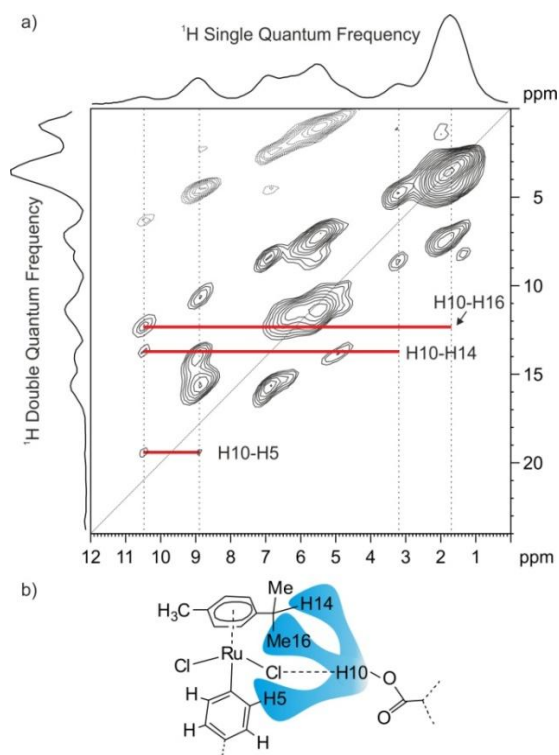 a)
¹H Single Quantum Frequency
ppm
¹H Double Quantum Frequency
5
10
15
20
H10-H16
H10-H14
H10-H5
12 11 10 9 8 7 6 5 4 3 2 1 ppm
b)
Me
H₃C
H14
Me16
Ru
Cl
Cl
H10
O
H
H5
O
H
H